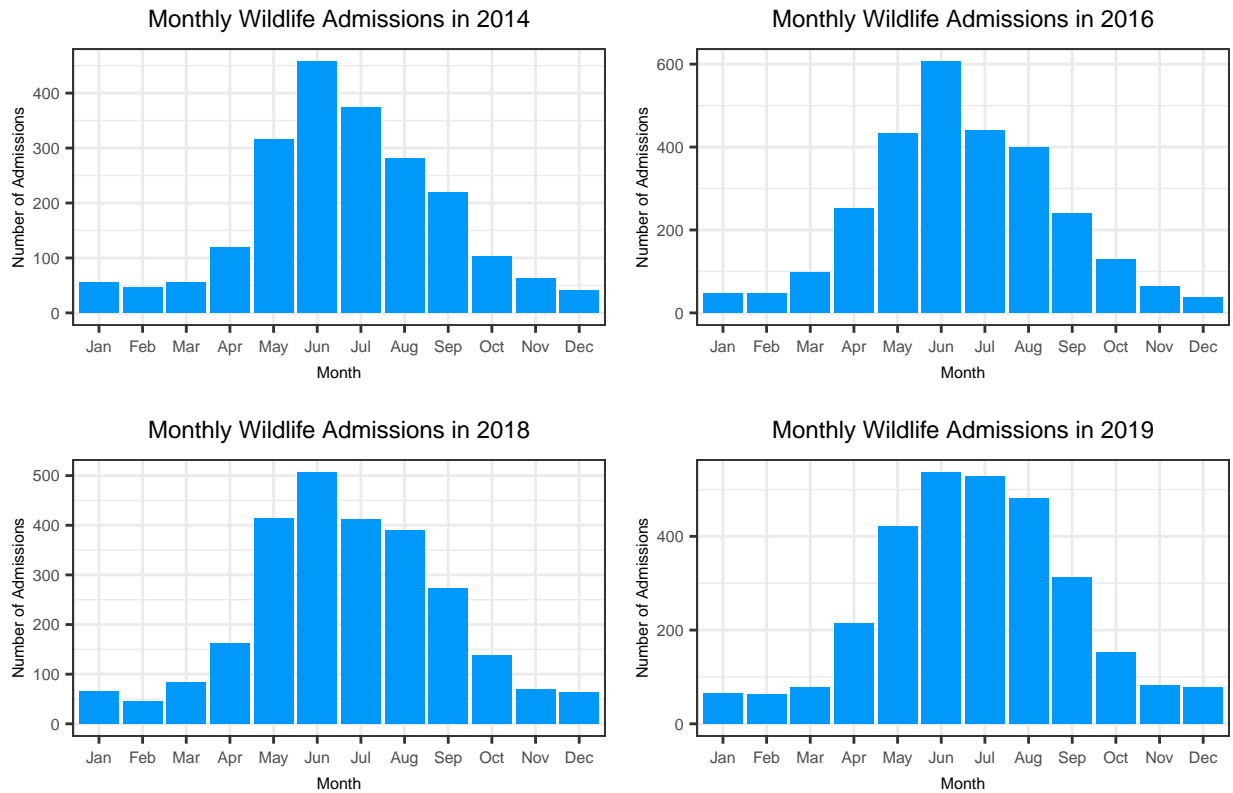 Monthly Wildlife Admissions in 2014
Number of Admissions
400
300
200
100
0
Jan Feb Mar Apr May Jun Jul Aug Sep Oct Nov Dec
Month
Monthly Wildlife Admissions in 2016
Number of Admissions
600
400
200
0
Jan Feb Mar Apr May Jun Jul Aug Sep Oct Nov Dec
Month
Monthly Wildlife Admissions in 2018
Number of Admissions
500
400
300
200
100
0
Jan Feb Mar Apr May Jun Jul Aug Sep Oct Nov Dec
Month
Monthly Wildlife Admissions in 2019
Number of Admissions
400
200
0
Jan Feb Mar Apr May Jun Jul Aug Sep Oct Nov Dec
Month